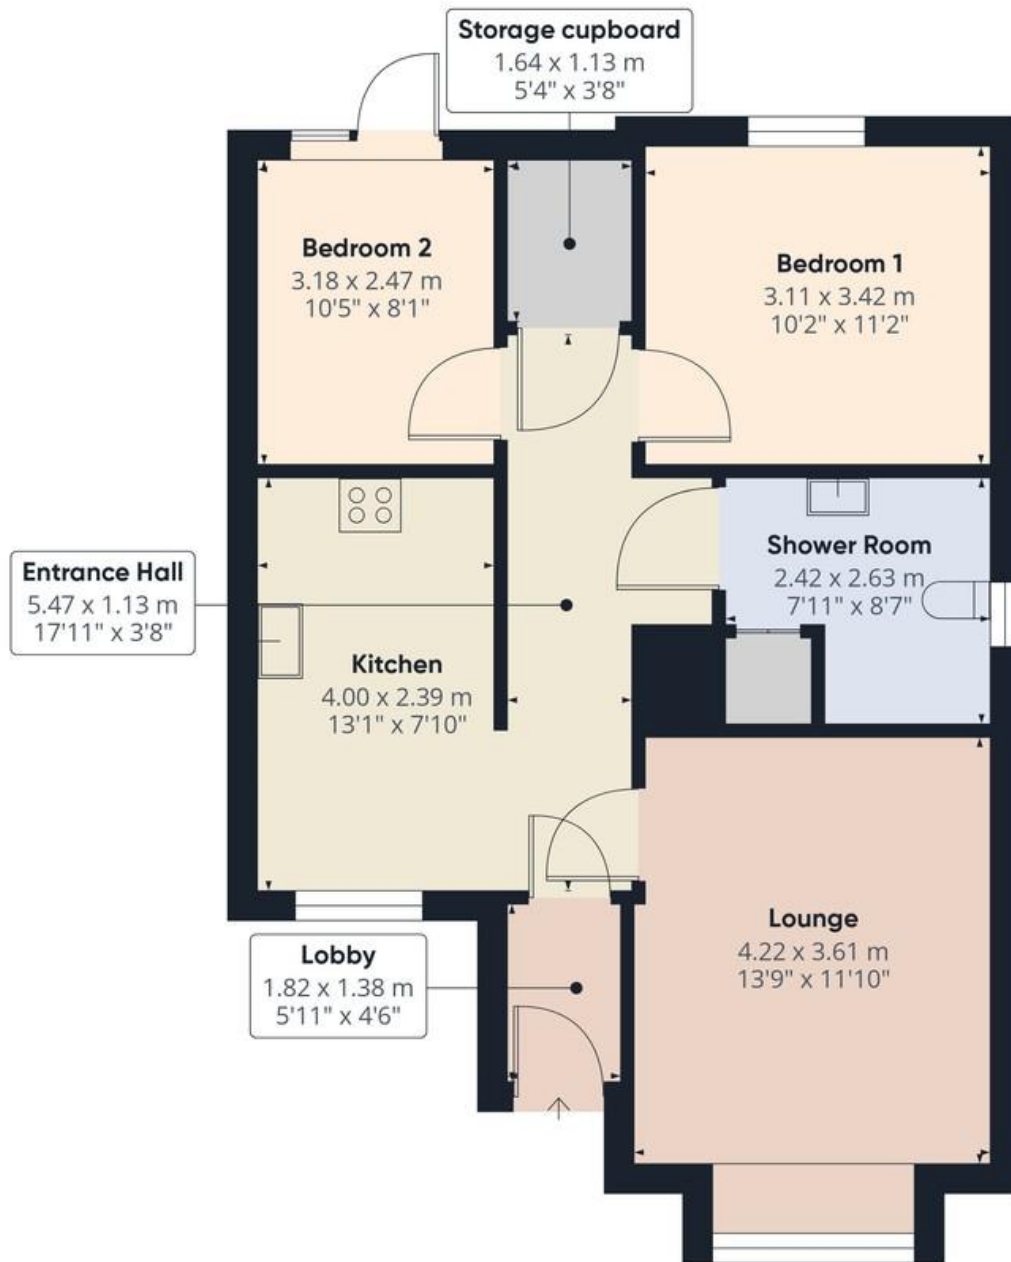 Storage cupboard
1.64 x 1.13 m
5'4" x 3'8"
Bedroom 2
3.18 x 2.47 m
10'5" x 8'1"
Bedroom 1
3.11 x 3.42 m
10'2" x 11'2"
Entrance Hall
5.47 x 1.13 m
17'11" x 3'8"
Shower Room
2.42 x 2.63 m
7'11" x 8'7"
Kitchen
4.00 x 2.39 m
13'1" x 7'10"
Lobby
1.82 x 1.38 m
5'11" x 4'6"
Lounge
4.22 x 3.61 m
13'9" x 11'10"